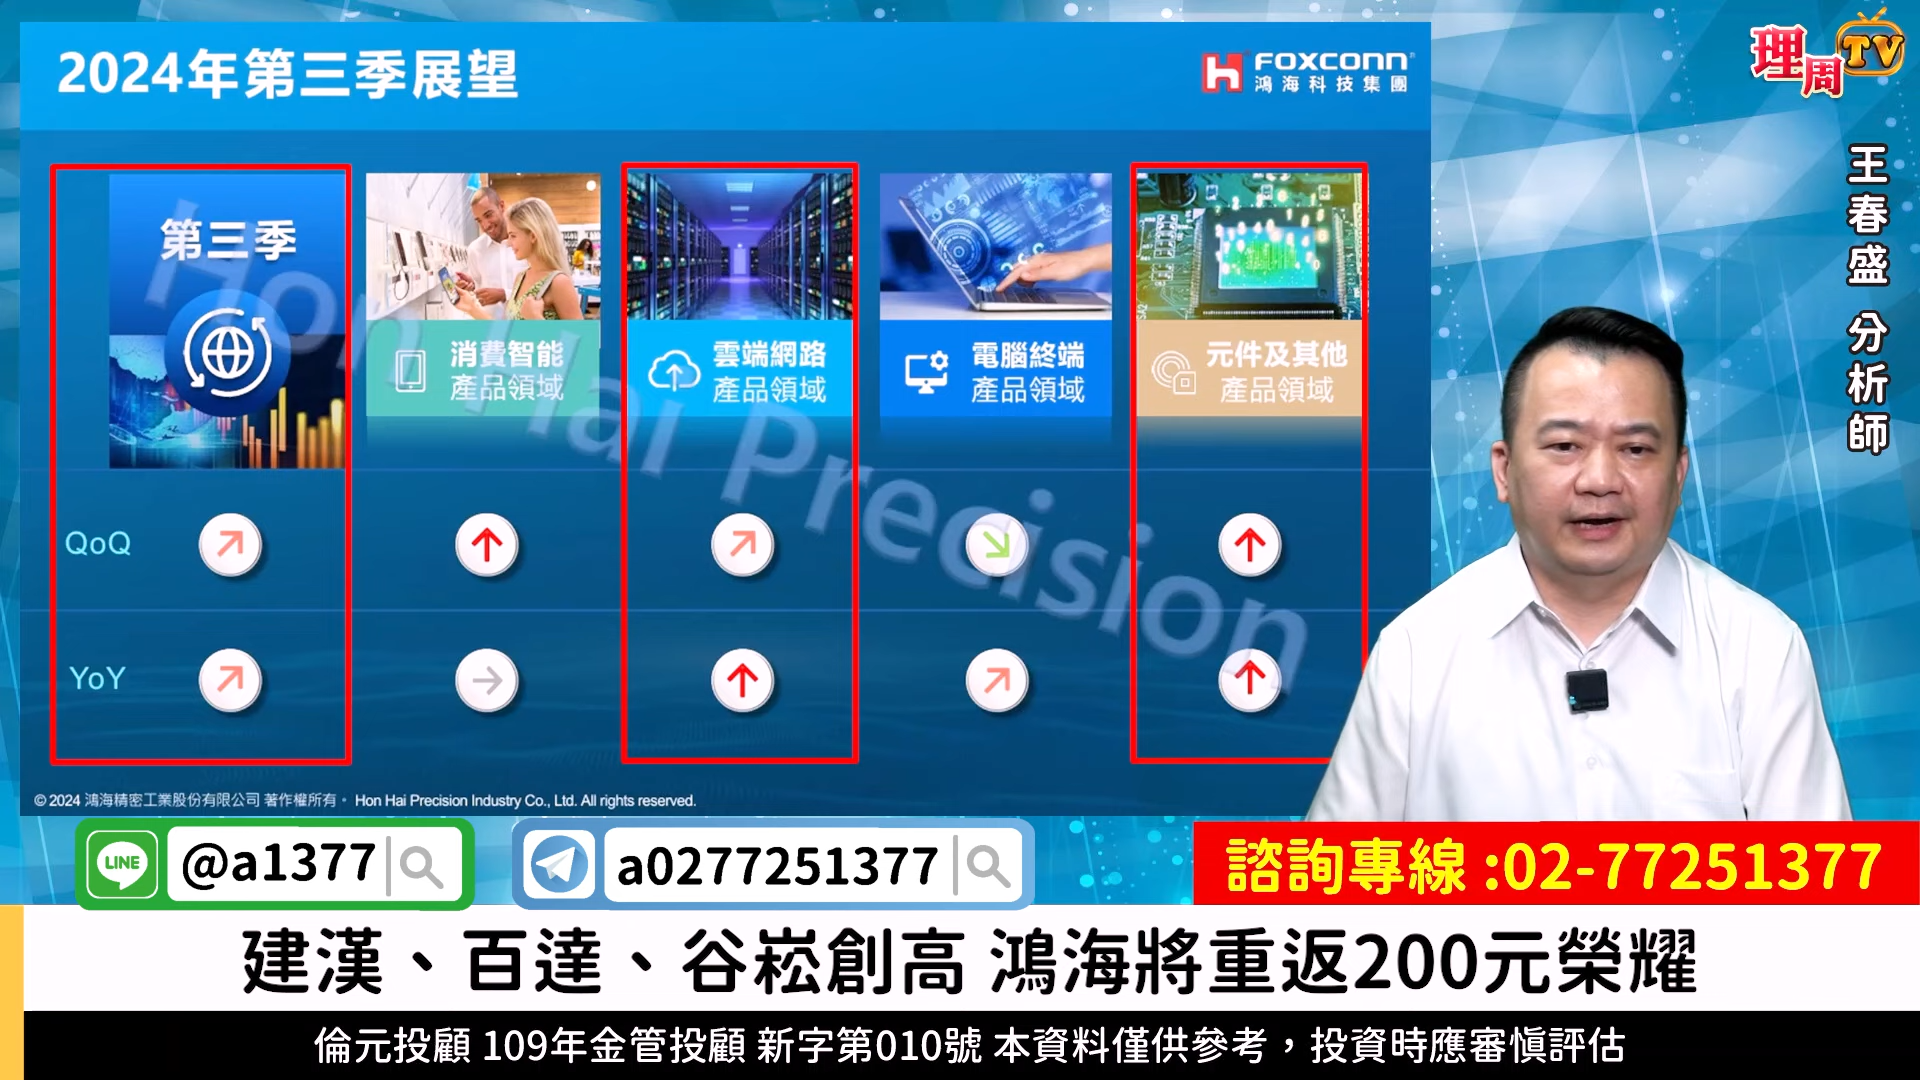 2024年第三季展望
FOXCONN
鴻海科技集團
理周TV
王春盛 分析師
第三季
消費智能
產品領域
雲端網路
產品領域
電腦終端
產品領域
元件及其他
產品領域
Hon Hai Precision
QoQ
YoY
© 2024 鴻海精密工業股份有限公司 著作權所有。 Hon Hai Precision Industry Co., Ltd. All rights reserved.
LINE
@a1377
a0277251377
諮詢專線:02-77251377
建漢、百達、谷崧創高 鴻海將重返200元榮耀
倫元投顧 109年金管投顧 新字第010號 本資料僅供參考，投資時應審慎評估